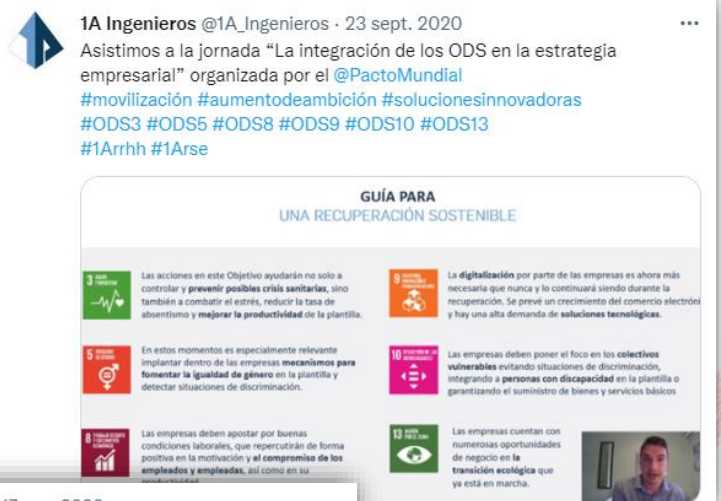 1A Ingenieros @1A_Ingenieros · 23 sept. 2020
Asistimos a la jornada “La integración de los ODS en la estrategia
empresarial” organizada por el @PactoMundial
#movilización #aumentodeambición #solucionesinnovadoras
#ODS3 #ODS5 #ODS8 #ODS9 #ODS10 #ODS13
#1Arrhh #1Arse
GUÍA PARA
UNA RECUPERACIÓN SOSTENIBLE
3
Las acciones en este Objetivo ayudarán no solo a
controlar y prevenir posibles crisis sanitarias, sino
también a combatir el estrés, reducir la tasa de
absentismo y mejorar la productividad de la plantilla.
5
En estos momentos es especialmente relevante
implantar dentro de las empresas mecanismos para
fomentar la igualdad de género en la plantilla y
detectar situaciones de discriminación.
8
Las empresas deben apostar por buenas
condiciones laborales, que repercutirán de forma
positiva en la motivación y el compromiso de los
empleados y empleadas, así como en su
productividad
9
La digitalización por parte de las empresas es ahora más
necesaria que nunca y lo continuará siendo durante la
recuperación. Se prevé un crecimiento del comercio electróni
y hay una alta demanda de soluciones tecnológicas.
10
Las empresas deben poner el foco en los colectivos
vulnerables evitando situaciones de discriminación,
integrando a personas con discapacidad en la plantilla o
garantizando el suministro de bienes y servicios básicos
13
Las empresas cuentan con
numerosas oportunidades
de negocio en la
transición ecológica que
ya está en marcha.